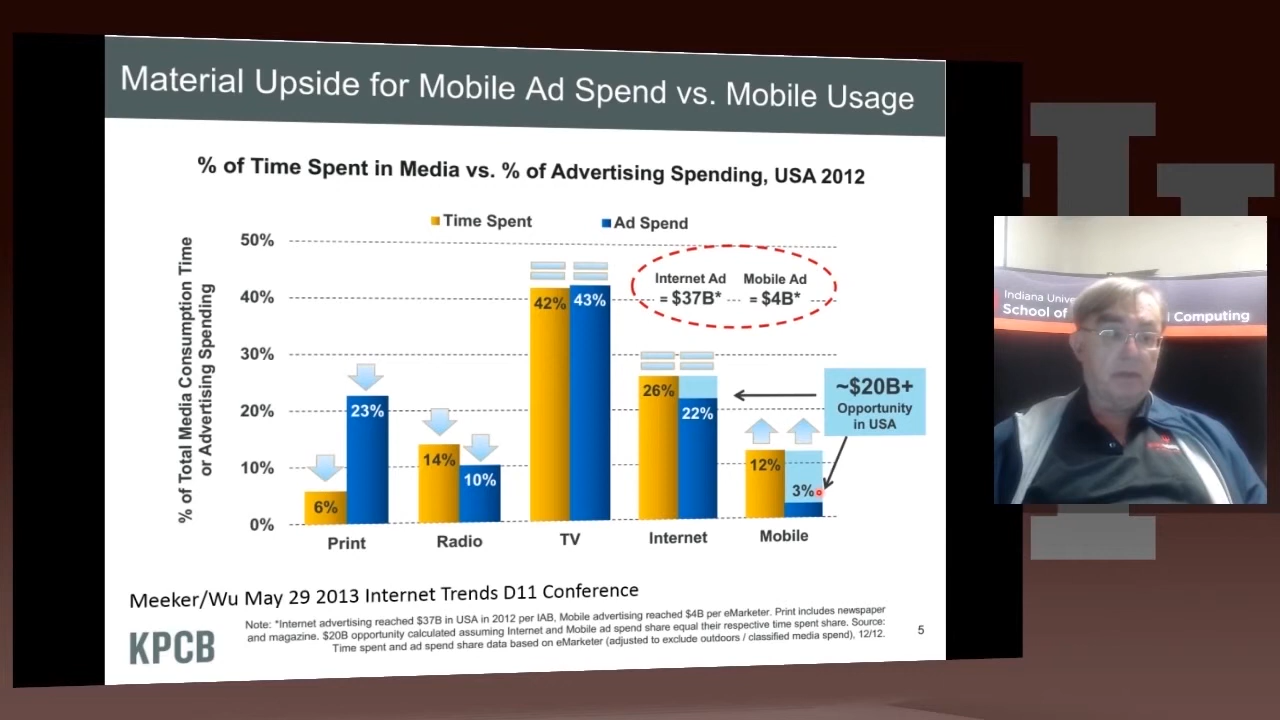 Material Upside for Mobile Ad Spend vs. Mobile Usage
% of Time Spent in Media vs. % of Advertising Spending, USA 2012
Time Spent
Ad Spend
% of Total Media Consumption Time
or Advertising Spending
50%
40%
30%
20%
10%
0%
6%
23%
14%
10%
42%
43%
26%
22%
12%
3%
Internet Ad
= $37B*
Mobile Ad
= $4B*
~$20B+
Opportunity
in USA
Print
Radio
TV
Internet
Mobile
Meeker/Wu May 29 2013 Internet Trends D11 Conference
Note: *Internet advertising reached $37B in USA in 2012 per IAB, Mobile advertising reached $4B per eMarketer. Print includes newspaper
and magazine. $20B opportunity calculated assuming Internet and Mobile ad spend share equal their respective time spent share. Source:
Time spent and ad spend share data based on eMarketer (adjusted to exclude outdoors / classified media spend), 12/12.
KPCB
5
Indiana Unive
School of Computing